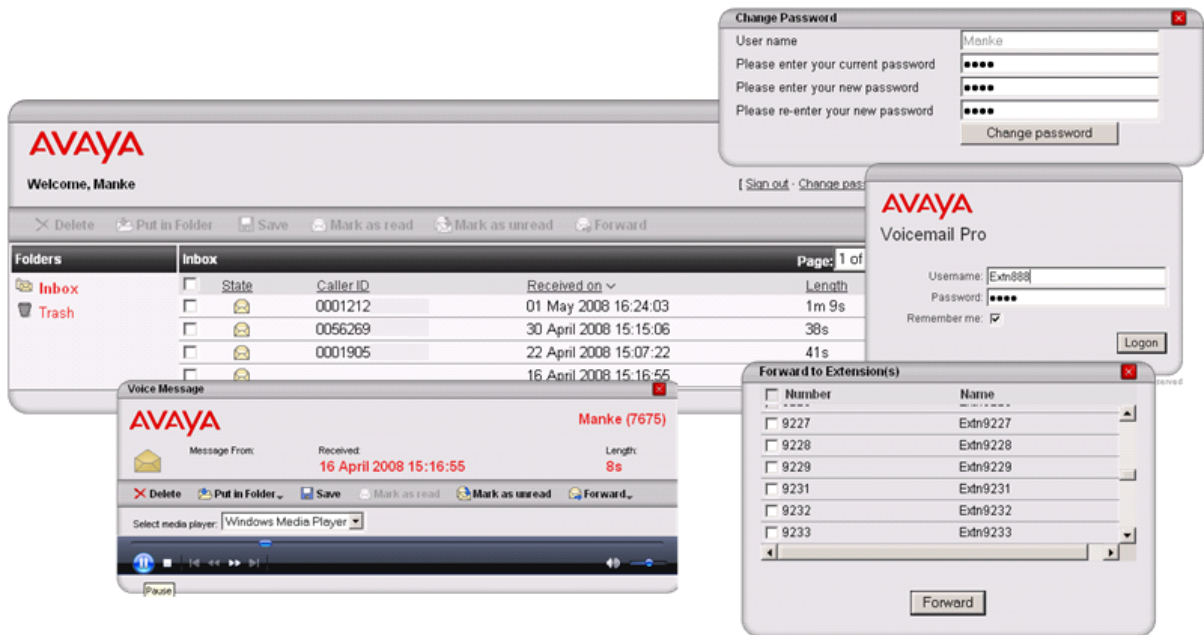 Change Password
User name Manke
Please enter your current password ●●●●
Please enter your new password ●●●●
Please re-enter your new password ●●●●
Change password
AVAYA
Welcome, Manke
[ Sign out · Change pass
Delete Put in Folder Save Mark as read Mark as unread Forward
Folders
Inbox
Trash
Inbox Page: 1 of
State Caller ID Received on Length
0001212 01 May 2008 16:24:03 1m 9s
0056269 30 April 2008 15:15:06 38s
0001905 22 April 2008 15:07:22 41s
16 April 2008 15:16:55
AVAYA
Voicemail Pro
Username: Extn888
Password: ●●●●
Remember me:
Logon
Voice Message
AVAYA Manke (7675)
Message From: Received: Length:
16 April 2008 15:16:55 8s
Delete Put in Folder Save Mark as read Mark as unread Forward
Select media player: Windows Media Player
Pause
Forward to Extension(s)
Number Name
9227 Extn9227
9228 Extn9228
9229 Extn9229
9231 Extn9231
9232 Extn9232
9233 Extn9233
Forward